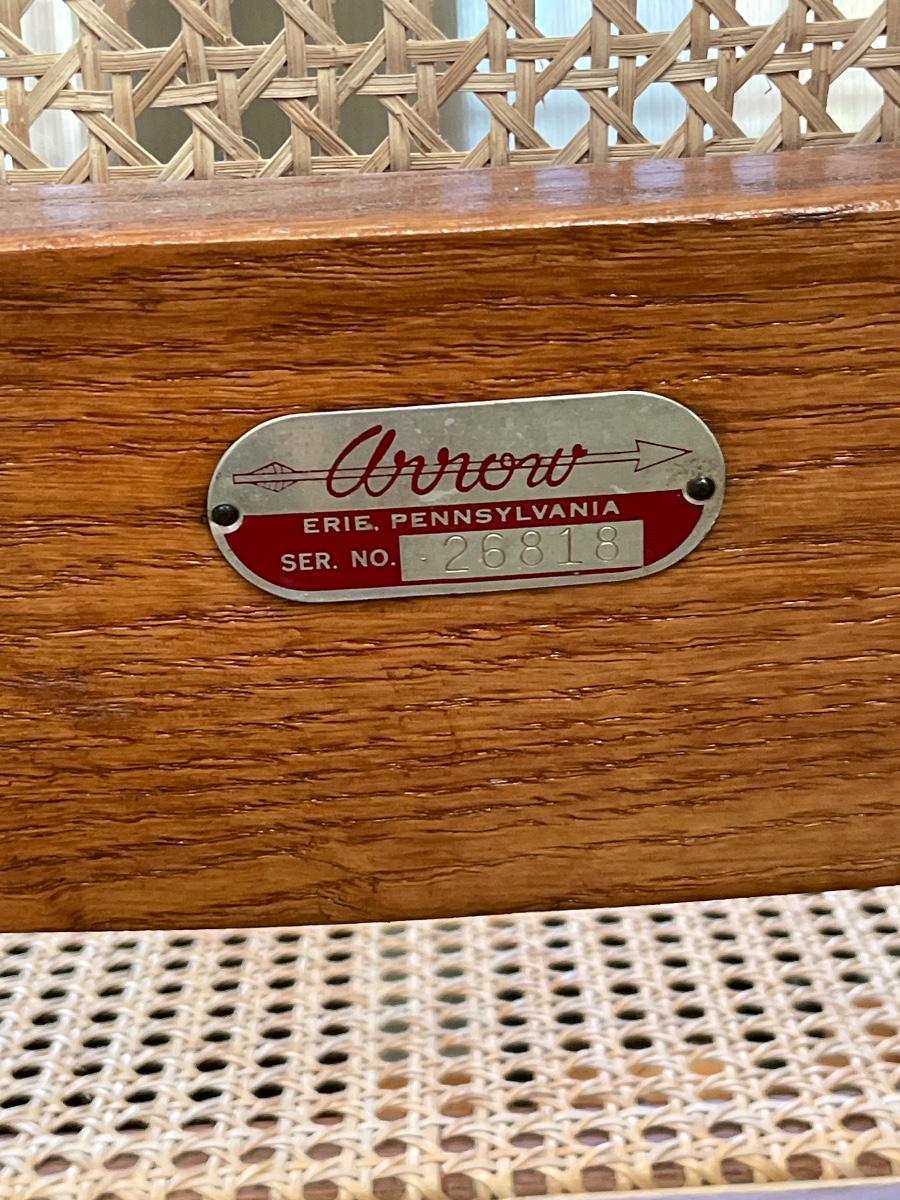 Arrow
ERIE, PENNSYLVANIA
SER. NO. 26818